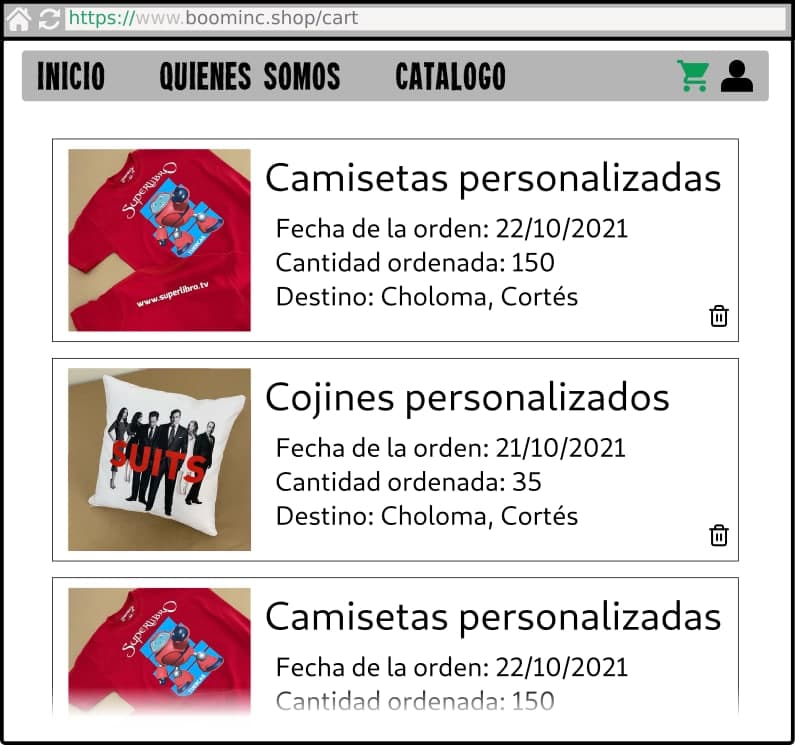 https://www.boominc.shop/cart
INICIO QUIENES SOMOS CATALOGO
SUPERLIBRO
www.superlibro.tv
Camisetas personalizadas
Fecha de la orden: 22/10/2021
Cantidad ordenada: 150
Destino: Choloma, Cortés
SUITS
Cojines personalizados
Fecha de la orden: 21/10/2021
Cantidad ordenada: 35
Destino: Choloma, Cortés
SUPERLIBRO
Camisetas personalizadas
Fecha de la orden: 22/10/2021
Cantidad ordenada: 150